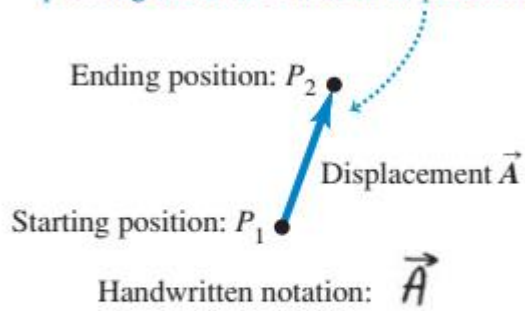 Ending position: P₂
Displacement A⃗
Starting position: P₁
Handwritten notation: A⃗